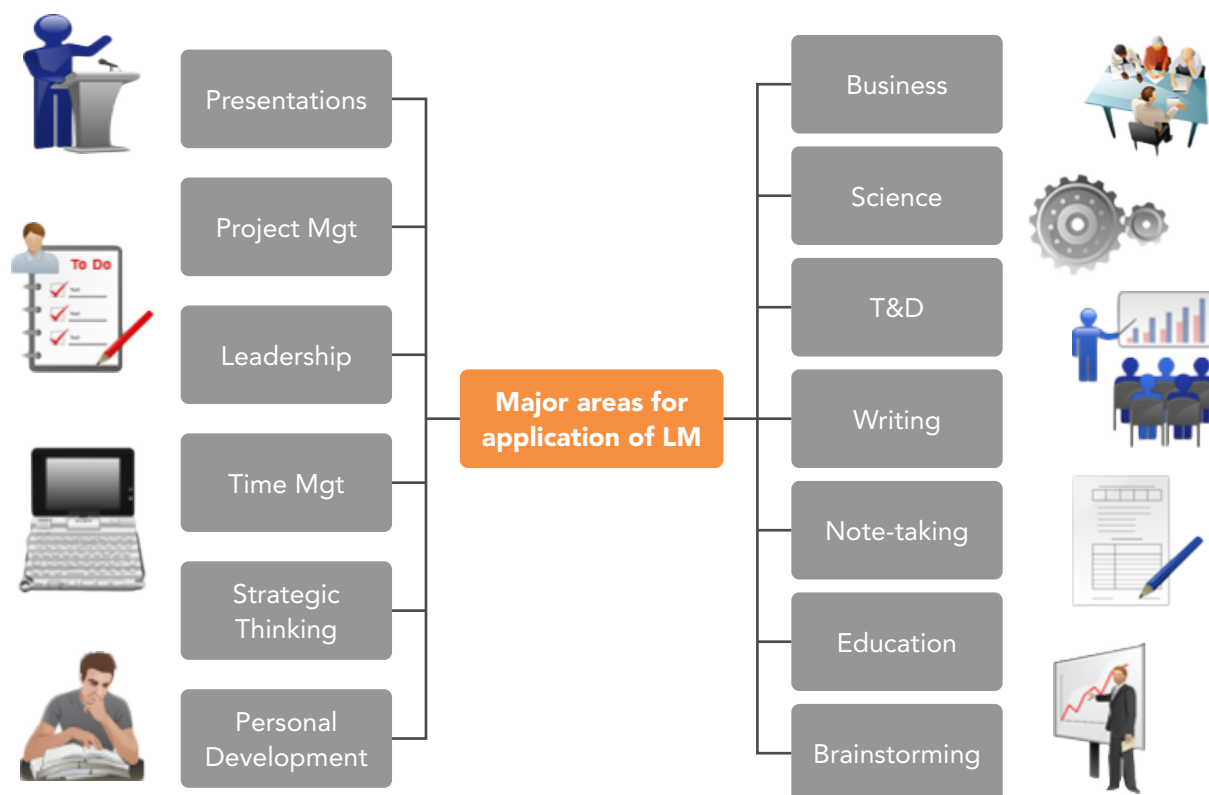 Presentations
Project Mgt
To Do
Leadership
Time Mgt
Strategic
Thinking
Personal
Development
Major areas for
application of LM
Business
Science
T&D
Writing
Note-taking
Education
Brainstorming